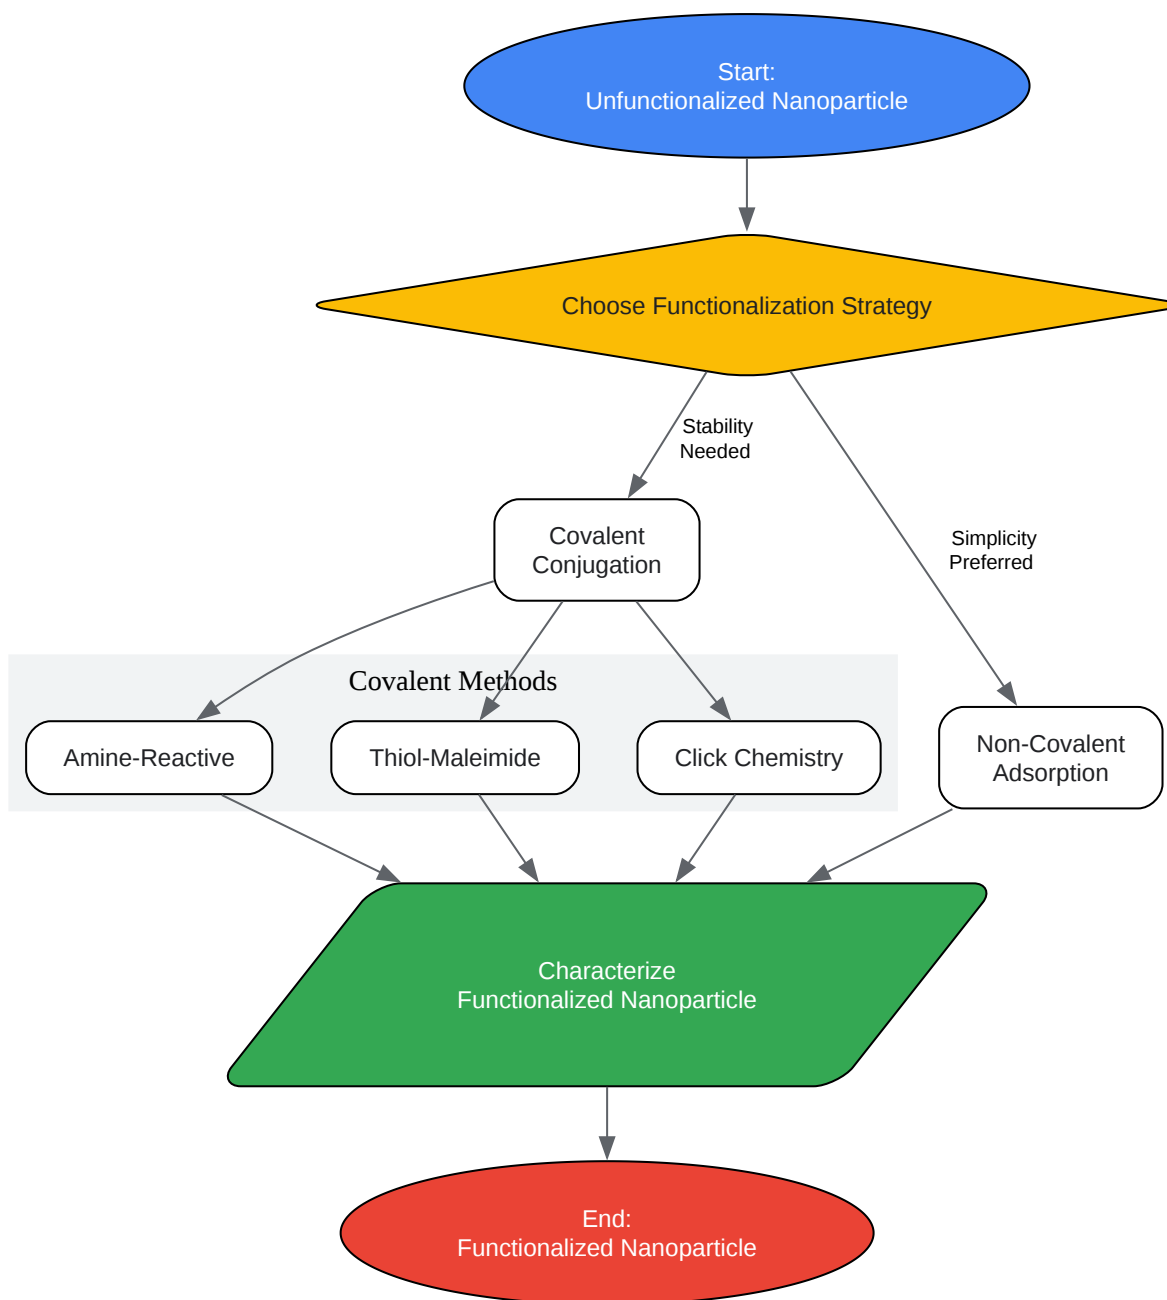 Start:
Unfunctionalized Nanoparticle
Choose Functionalization Strategy
Stability
Needed
Covalent
Conjugation
Simplicity
Preferred
Covalent Methods
Amine-Reactive
Thiol-Maleimide
Click Chemistry
Non-Covalent
Adsorption
Characterize
Functionalized Nanoparticle
End:
Functionalized Nanoparticle